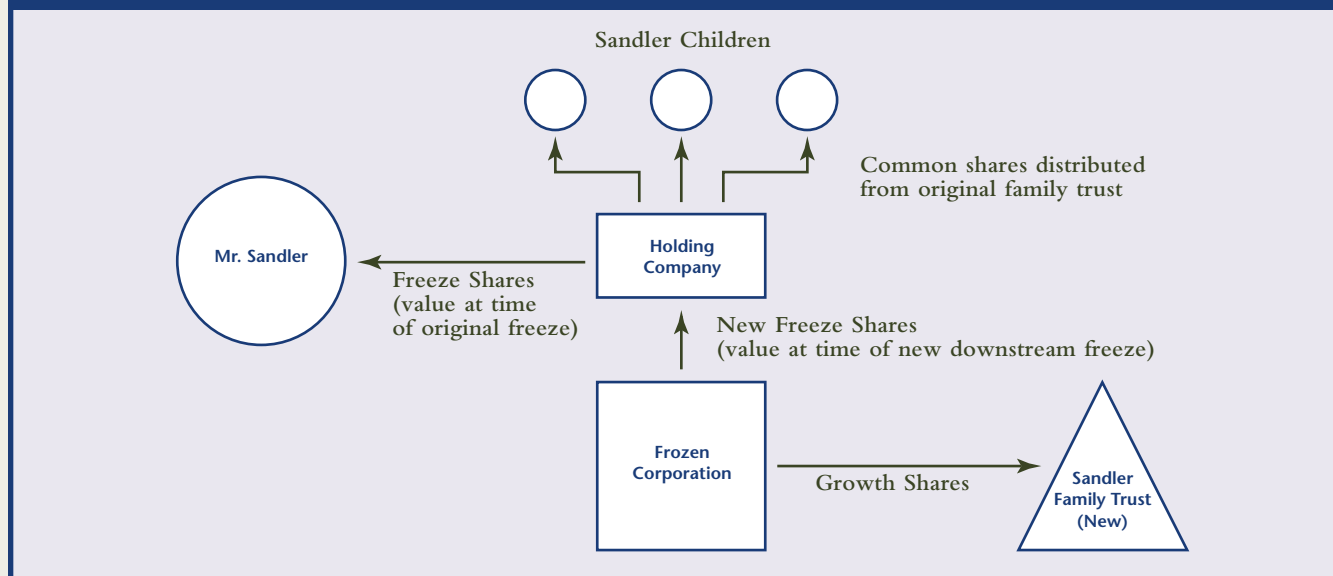 Sandler Children
Common shares distributed
from original family trust
Mr. Sandler
Holding
Company
Freeze Shares
(value at time
of original freeze)
New Freeze Shares
(value at time of new downstream freeze)
Frozen
Corporation
Growth Shares
Sandler
Family Trust
(New)